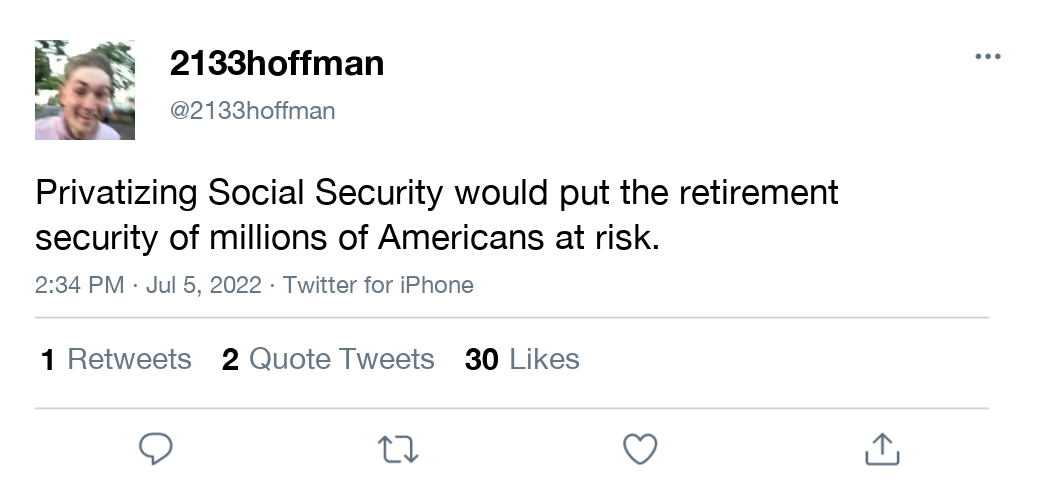 2133hoffman
@2133hoffman
Privatizing Social Security would put the retirement
security of millions of Americans at risk.
2:34 PM · Jul 5, 2022 · Twitter for iPhone
1 Retweets 2 Quote Tweets 30 Likes